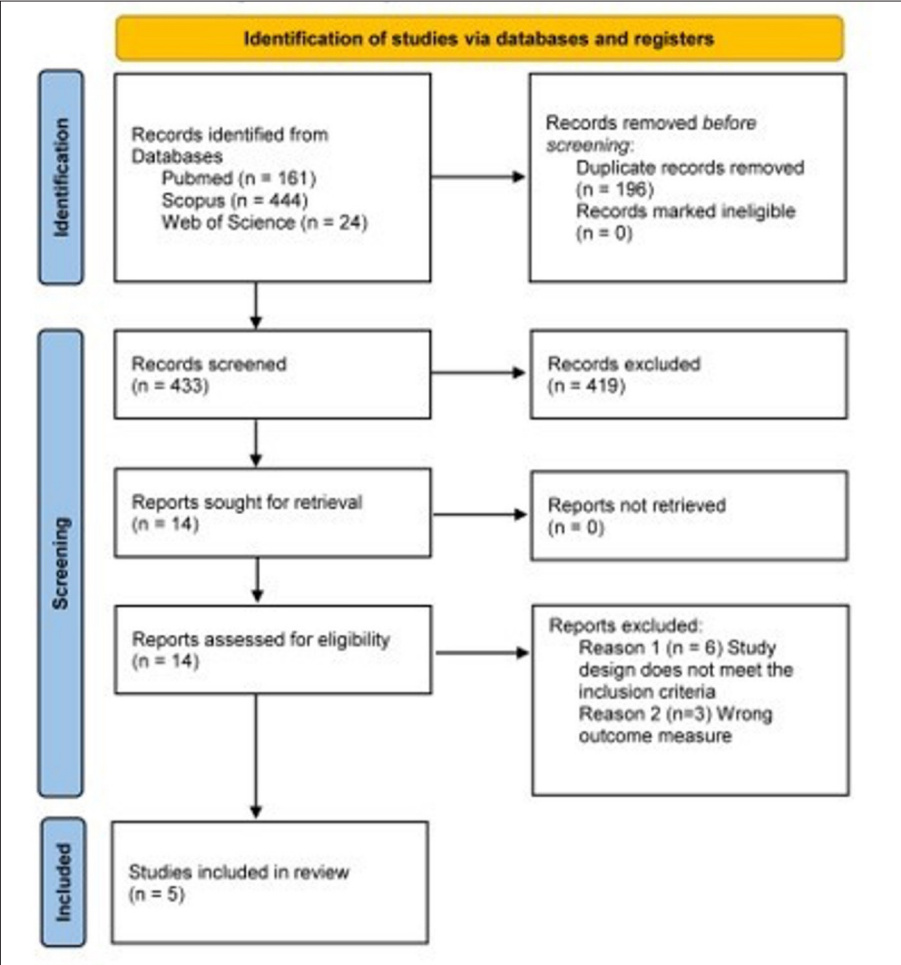 Identification of studies via databases and registers
Identification
Records identified from
Databases
Pubmed (n = 161)
Scopus (n = 444)
Web of Science (n = 24)
Records removed before
screening:
Duplicate records removed
(n = 196)
Records marked ineligible
(n = 0)
Screening
Records screened
(n = 433)
Records excluded
(n = 419)
Reports sought for retrieval
(n = 14)
Reports not retrieved
(n = 0)
Reports assessed for eligibility
(n = 14)
Reports excluded:
Reason 1 (n = 6) Study
design does not meet the
inclusion criteria
Reason 2 (n=3) Wrong
outcome measure
Included
Studies included in review
(n = 5)